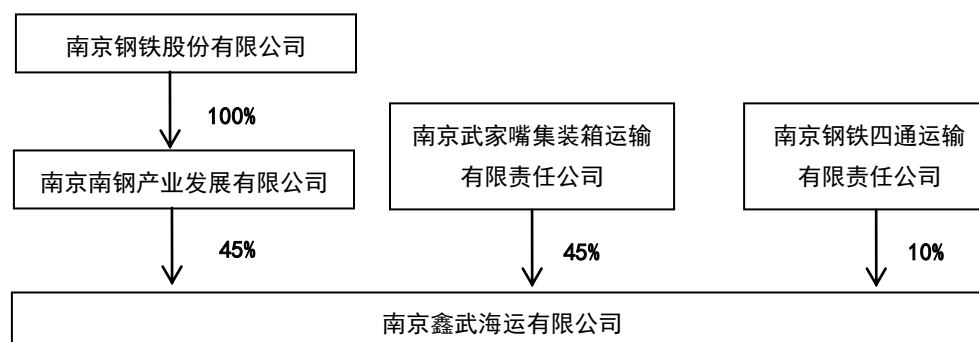 南京钢铁股份有限公司
100%
南京武家嘴集装箱运输
有限责任公司
南京钢铁四通运输
有限责任公司
南京南钢产业发展有限公司
45%
45%
10%
南京鑫武海运有限公司